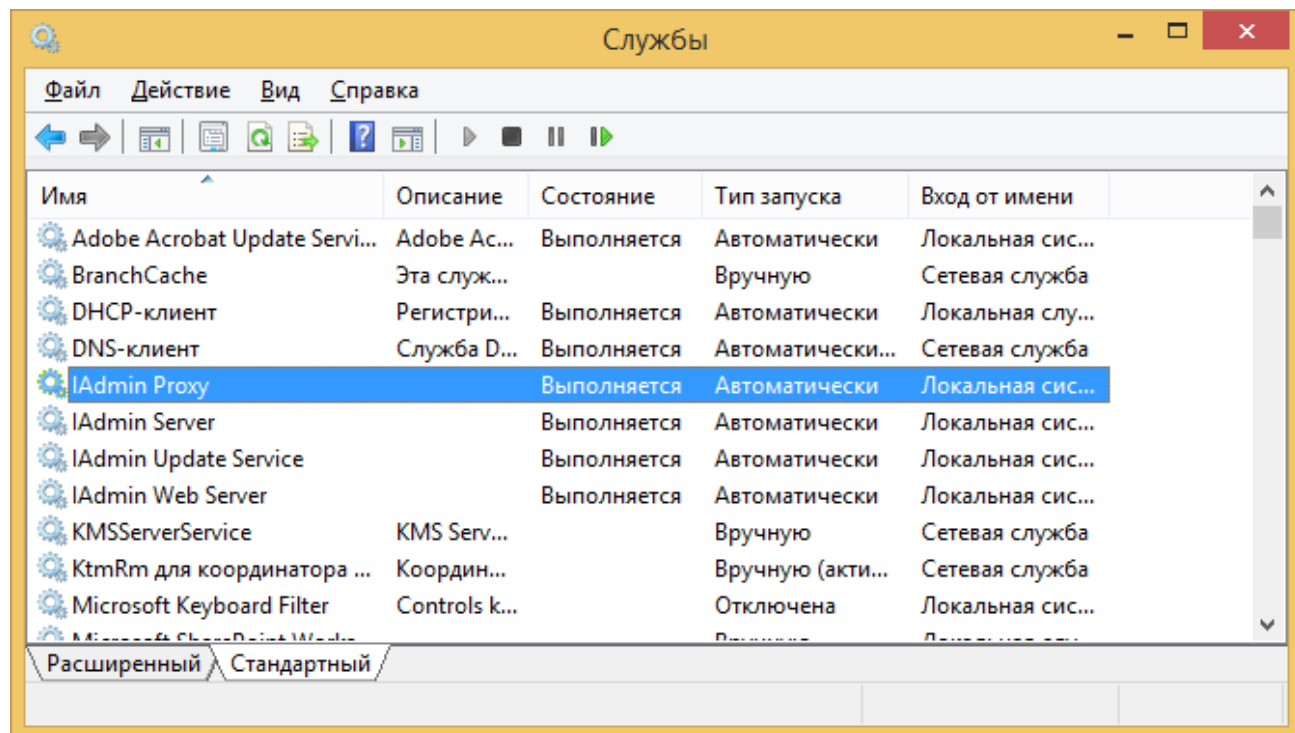 Службы
Файл Действие Вид Справка
Имя Описание Состояние Тип запуска Вход от имени
Adobe Acrobat Update Servi... Adobe Ac... Выполняется Автоматически Локальная сис...
BranchCache Эта служ... Вручную Сетевая служба
DHCP-клиент Регистри... Выполняется Автоматически Локальная слу...
DNS-клиент Служба D... Выполняется Автоматически... Сетевая служба
IAdmin Proxy Выполняется Автоматически Локальная сис...
IAdmin Server Выполняется Автоматически Локальная сис...
IAdmin Update Service Выполняется Автоматически Локальная сис...
IAdmin Web Server Выполняется Автоматически Локальная сис...
KMSServerService KMS Serv... Вручную Сетевая служба
KtmRm для координатора ... Координ... Вручную (акти... Сетевая служба
Microsoft Keyboard Filter Controls k... Отключена Локальная сис...
Microsoft SharePoint Works...
Расширенный Стандартный